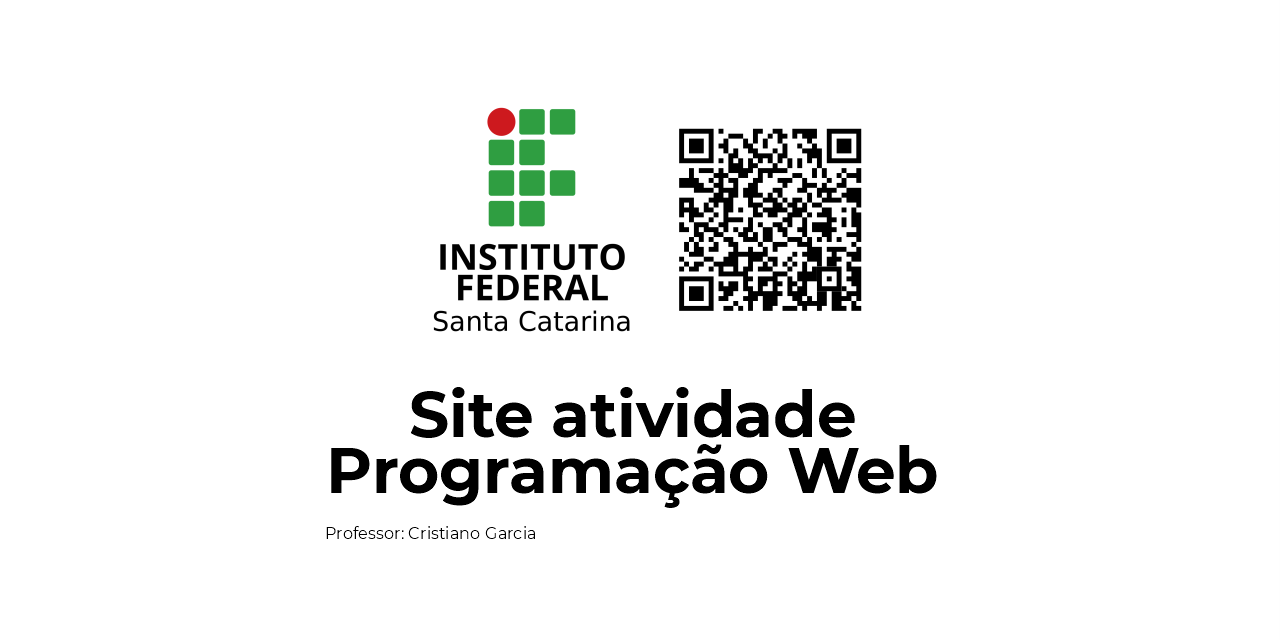 INSTITUTO
FEDERAL
Santa Catarina
Site atividade
Programação Web
Professor: Cristiano Garcia